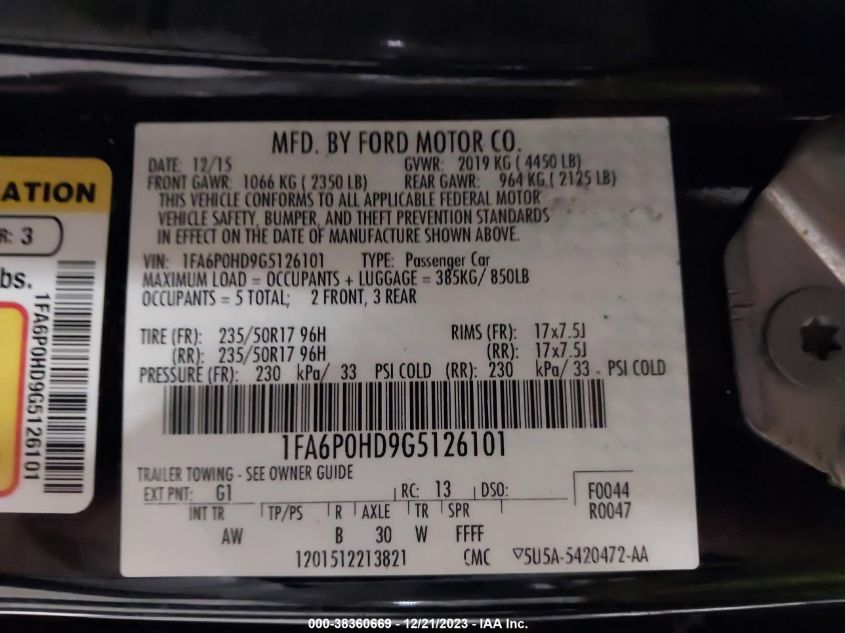 MFD. BY FORD MOTOR CO.
DATE: 12/15 GVWR: 2019 KG ( 4450 LB)
FRONT GAWR: 1066 KG ( 2350 LB) REAR GAWR: 964 KG ( 2125 LB)
THIS VEHICLE CONFORMS TO ALL APPLICABLE FEDERAL MOTOR
VEHICLE SAFETY, BUMPER, AND THEFT PREVENTION STANDARDS
IN EFFECT ON THE DATE OF MANUFACTURE SHOWN ABOVE.
VIN: 1FA6P0HD9G5126101 TYPE: Passenger Car
MAXIMUM LOAD = OCCUPANTS + LUGGAGE = 385KG/ 850LB
OCCUPANTS = 5 TOTAL; 2 FRONT, 3 REAR
TIRE (FR): 235/50R17 96H RIMS (FR): 17x7.5J
(RR): 235/50R17 96H (RR): 17x7.5J
PRESSURE (FR): 230 kPa/ 33 PSI COLD (RR): 230 kPa/ 33 PSI COLD
1FA6P0HD9G5126101
TRAILER TOWING - SEE OWNER GUIDE
EXT PNT: G1 RC: 13 DSO: F0044
INT TR TP/PS R AXLE TR SPR R0047
AW B 30 W FFFF
1201512213821 CMC ▽5U5A-5420472-AA
ATION
R: 3
bs.
1FA6P0HD9G5126101
000-38360669 - 12/21/2023 - IAA Inc.